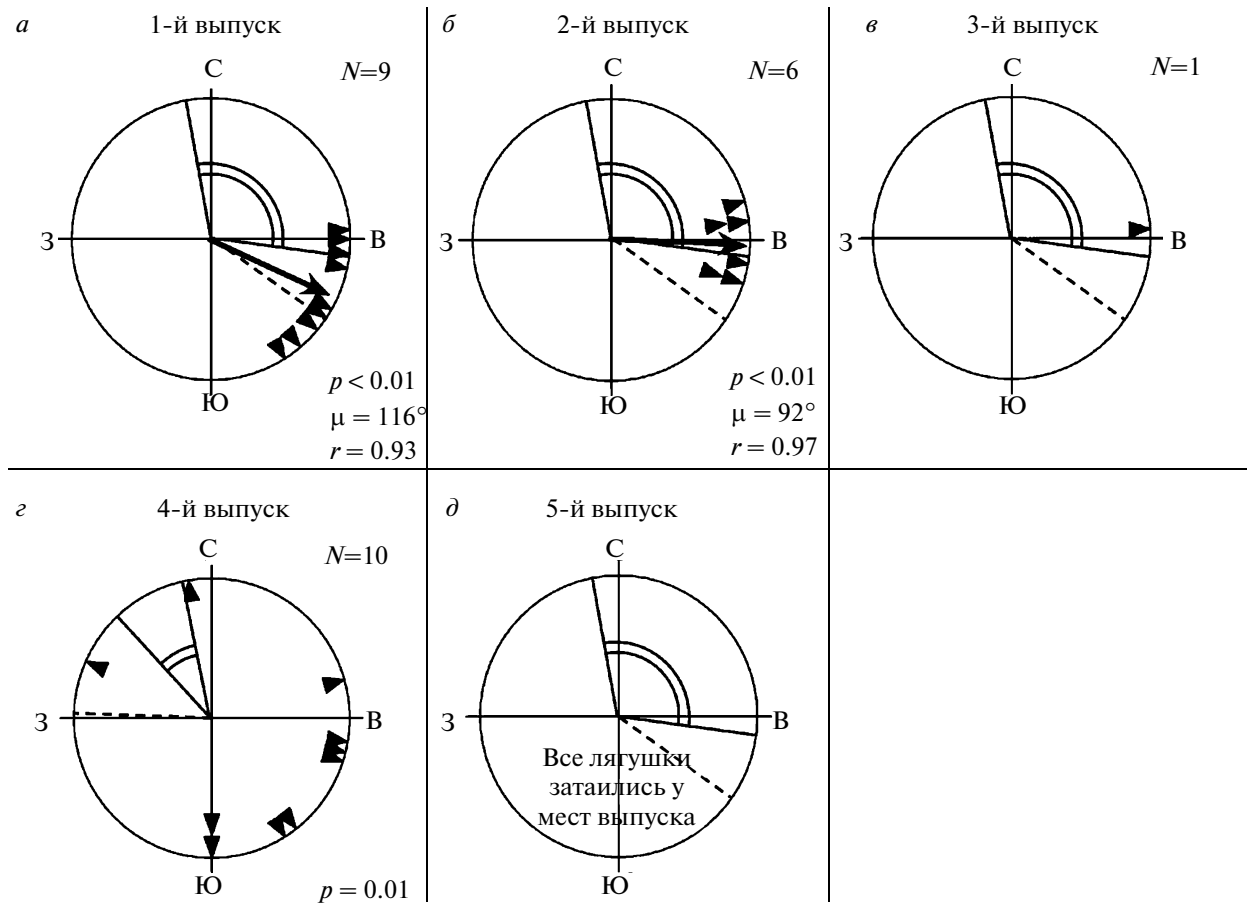 а
1-й выпуск
N=9
С
З
В
Ю
p < 0.01
μ = 116°
r = 0.93
б
2-й выпуск
N=6
С
З
В
Ю
p < 0.01
μ = 92°
r = 0.97
в
3-й выпуск
N=1
С
З
В
Ю
г
4-й выпуск
N=10
С
З
В
Ю
p = 0.01
д
5-й выпуск
С
З
В
Все лягушки
затаились у
мест выпуска
Ю